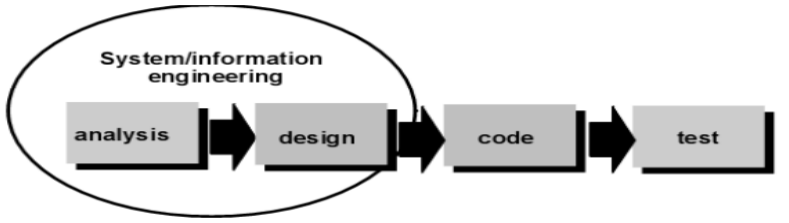 System/information
engineering
analysis
design
code
test